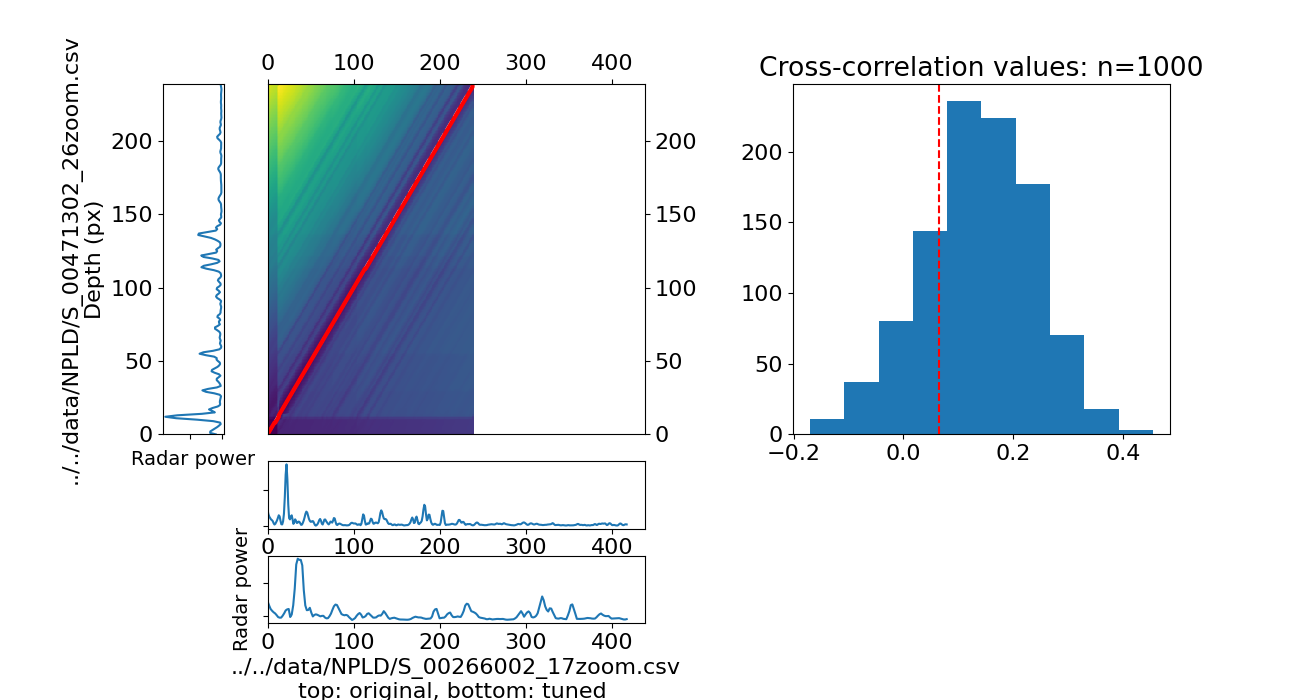 Cross-correlation values: n=1000
0 100 200 300 400
../../data/NPLD/S_00471302_26zoom.csv
Depth (px)
200
150
100
50
0
200
150
100
50
0
Radar power
200
150
100
50
0
−0.2 0.0 0.2 0.4
0 100 200 300 400
Radar power
0 100 200 300 400
../../data/NPLD/S_00266002_17zoom.csv
top: original, bottom: tuned